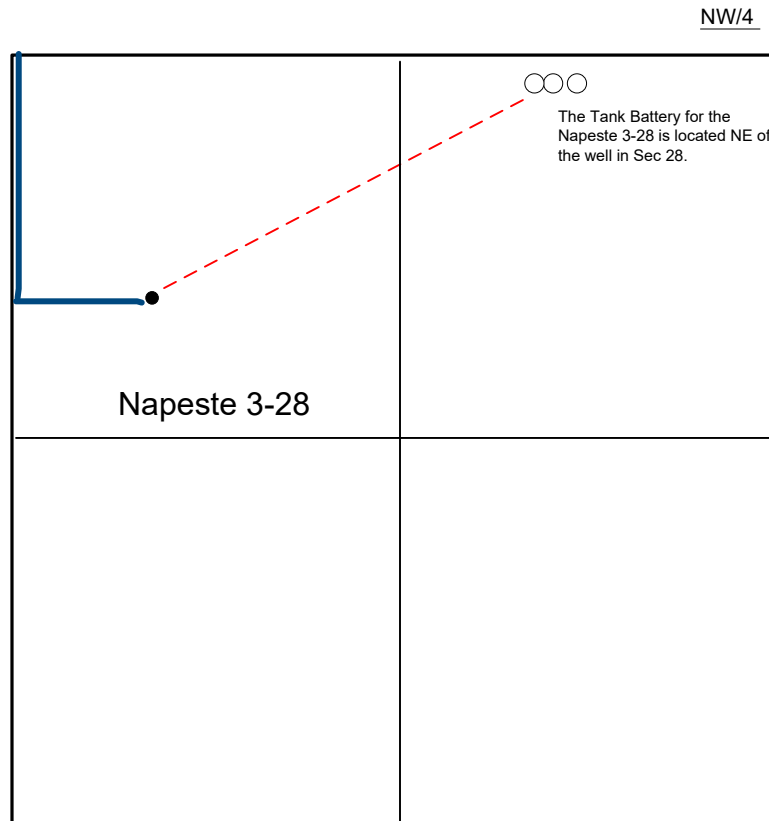 NW/4
The Tank Battery for the
Napeste 3-28 is located NE of
the well in Sec 28.
Napeste 3-28